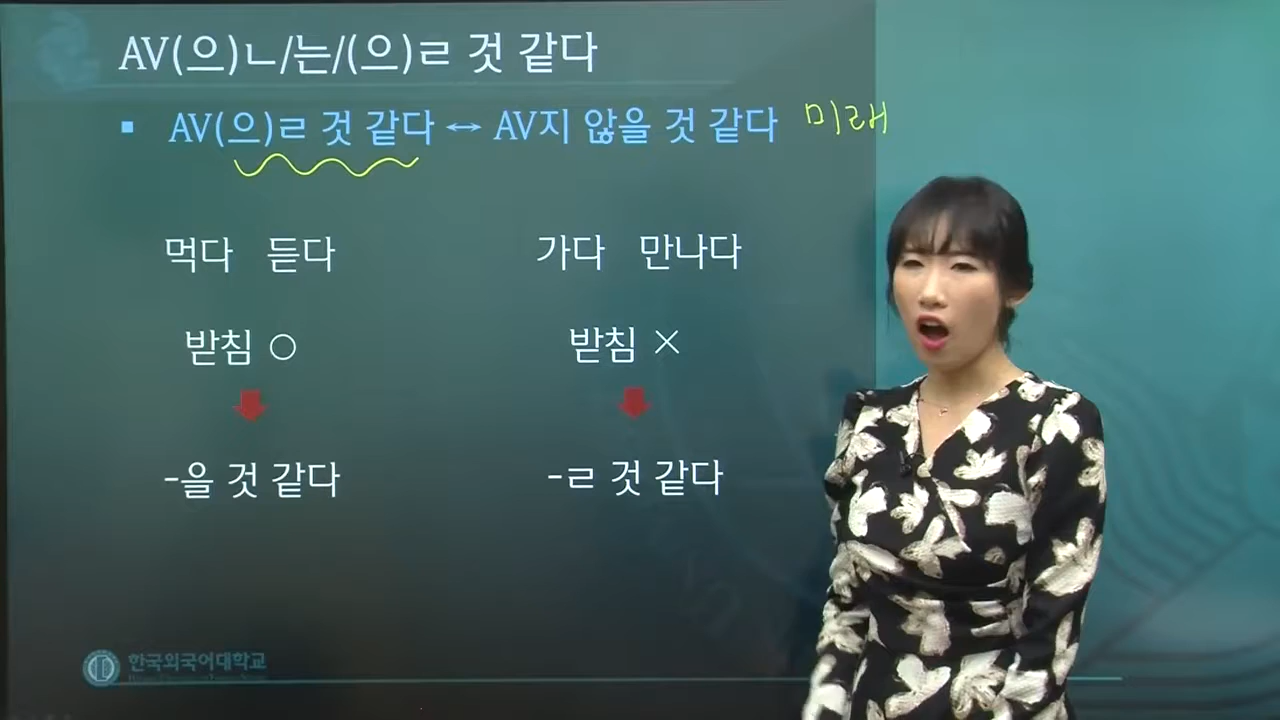 AV(으)ㄴ/는/(으)ㄹ 것 같다
▪ AV(으)ㄹ 것 같다 ↔ AV지 않을 것 같다 미래
먹다 듣다 가다 만나다
받침 ○ 받침 ×
-을 것 같다 -ㄹ 것 같다
한국외국어대학교